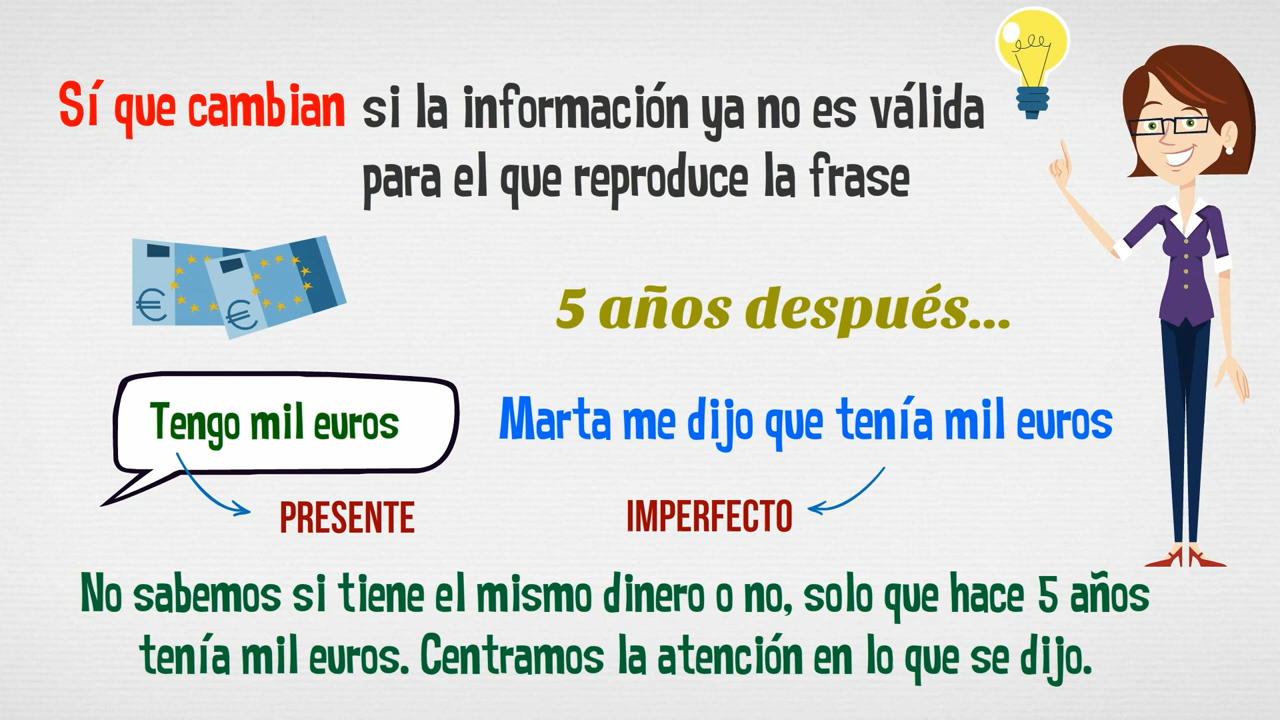 Sí que cambian si la información ya no es válida
para el que reproduce la frase
€ €
5 años después...
Tengo mil euros
Marta me dijo que tenía mil euros
PRESENTE
IMPERFECTO
No sabemos si tiene el mismo dinero o no, solo que hace 5 años
tenía mil euros. Centramos la atención en lo que se dijo.